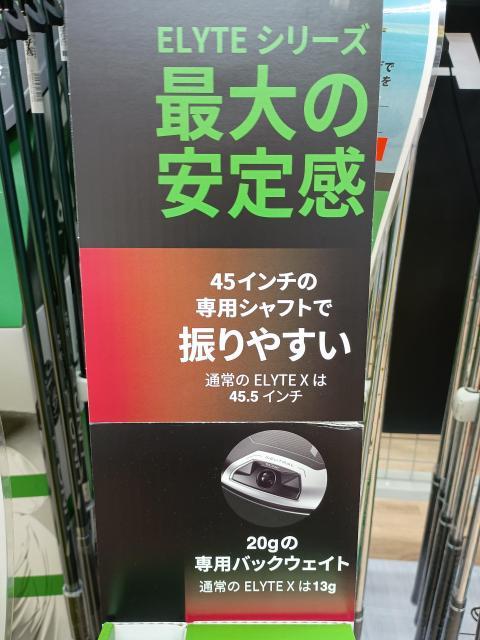 ELYTE シリーズ
最大の
安定感
45インチの
専用シャフトで
振りやすい
通常の ELYTE X は
45.5 インチ
NEUTRAL
20gの
専用バックウェイト
通常の ELYTE X は13g
で
を